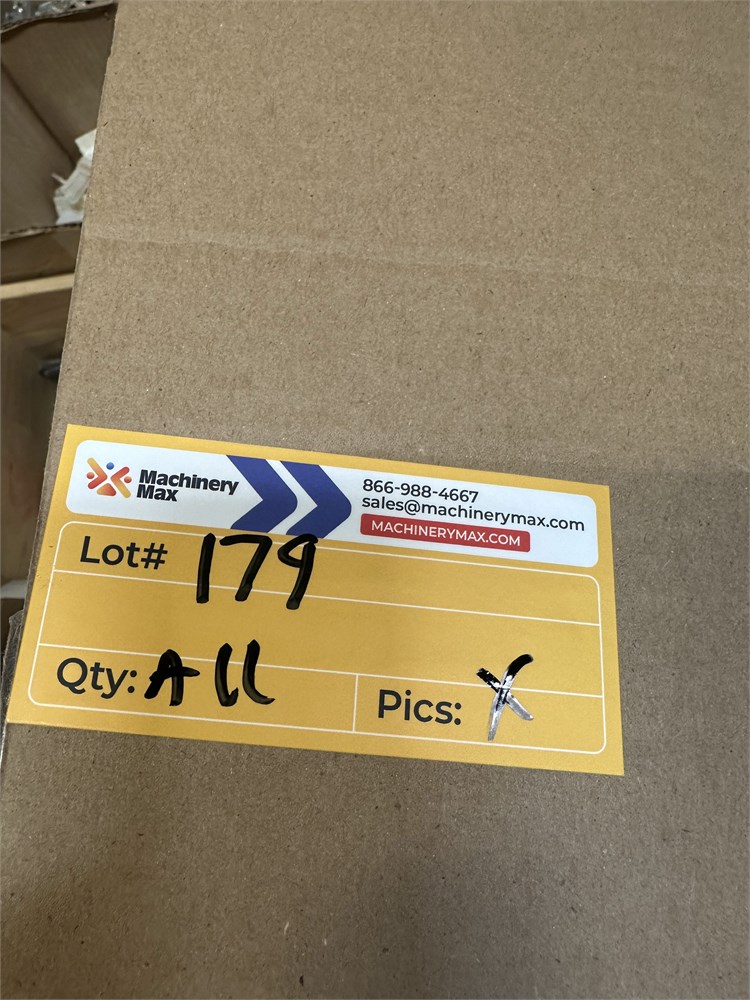 Machinery
Max
866-988-4667
sales@machinerymax.com
MACHINERYMAX.COM
Lot# 179
Qty: All
Pics: X